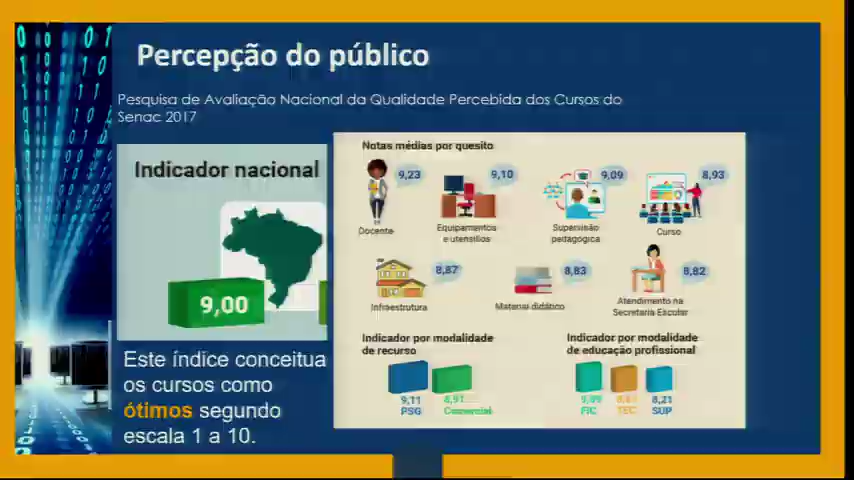 Percepção do público
Pesquisa de Avaliação Nacional da Qualidade Percebida dos Cursos do
Senac 2017
Indicador nacional
9,00
Este índice conceitua
os cursos como
ótimos segundo
escala 1 a 10.
Notas médias por quesito
9,23
Docente
9,10
Equipamentos
e utensílios
9,09
Supervisão
pedagógica
8,93
Curso
8,87
Infraestrutura
8,83
Material didático
8,82
Atendimento na
Secretaria Escolar
Indicador por modalidade
de recurso
9,11
PSG
8,91
Comercial
Indicador por modalidade
de educação profissional
FIC
TEC
8,21
SUP